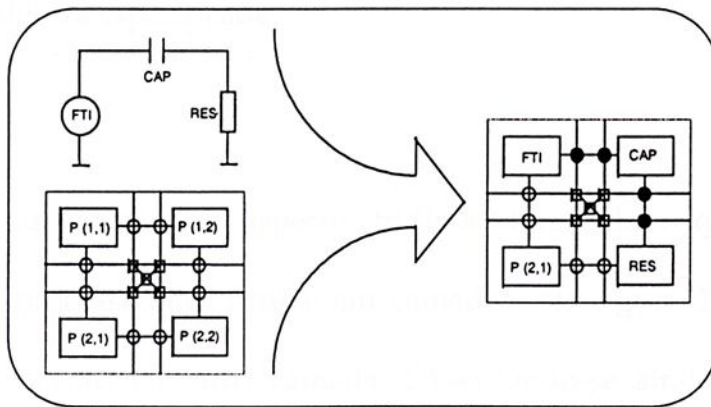 CAP
FTI
RES
P (1,1)
P (1,2)
P (2,1)
P (2,2)
FTI
CAP
P (2,1)
RES